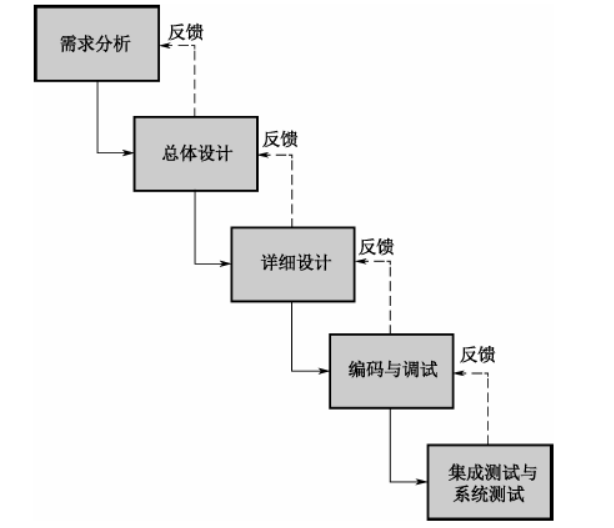 需求分析
反馈
总体设计
反馈
详细设计
反馈
编码与调试
反馈
集成测试与
系统测试